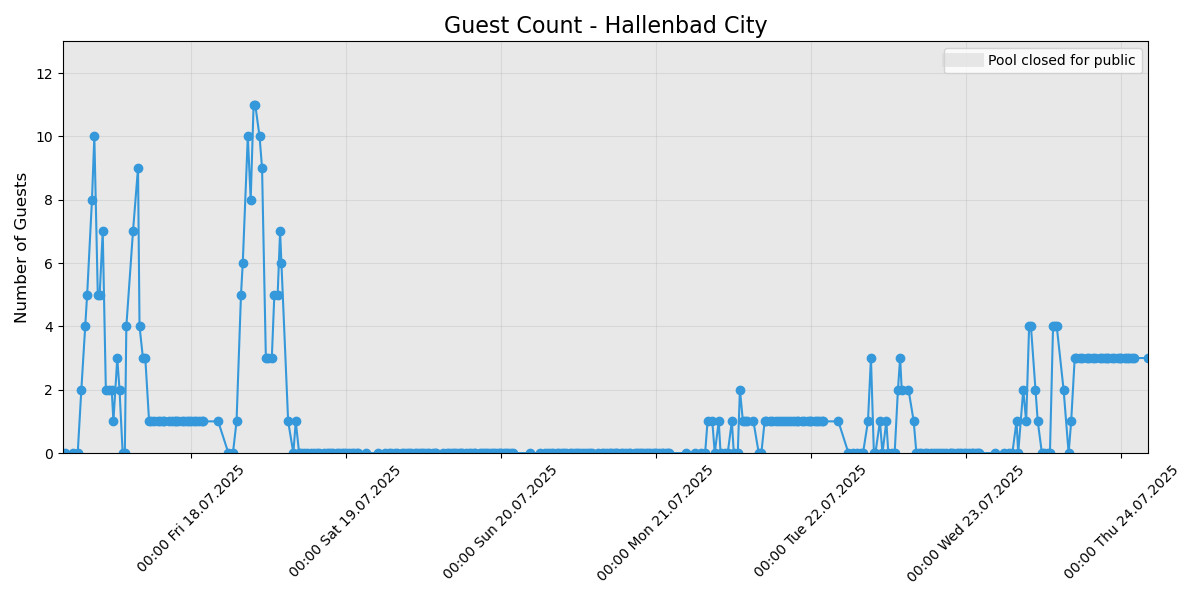 Guest Count - Hallenbad City
Pool closed for public
Number of Guests
12
10
8
6
4
2
0
00:00 Fri 18.07.2025
00:00 Sat 19.07.2025
00:00 Sun 20.07.2025
00:00 Mon 21.07.2025
00:00 Tue 22.07.2025
00:00 Wed 23.07.2025
00:00 Thu 24.07.2025